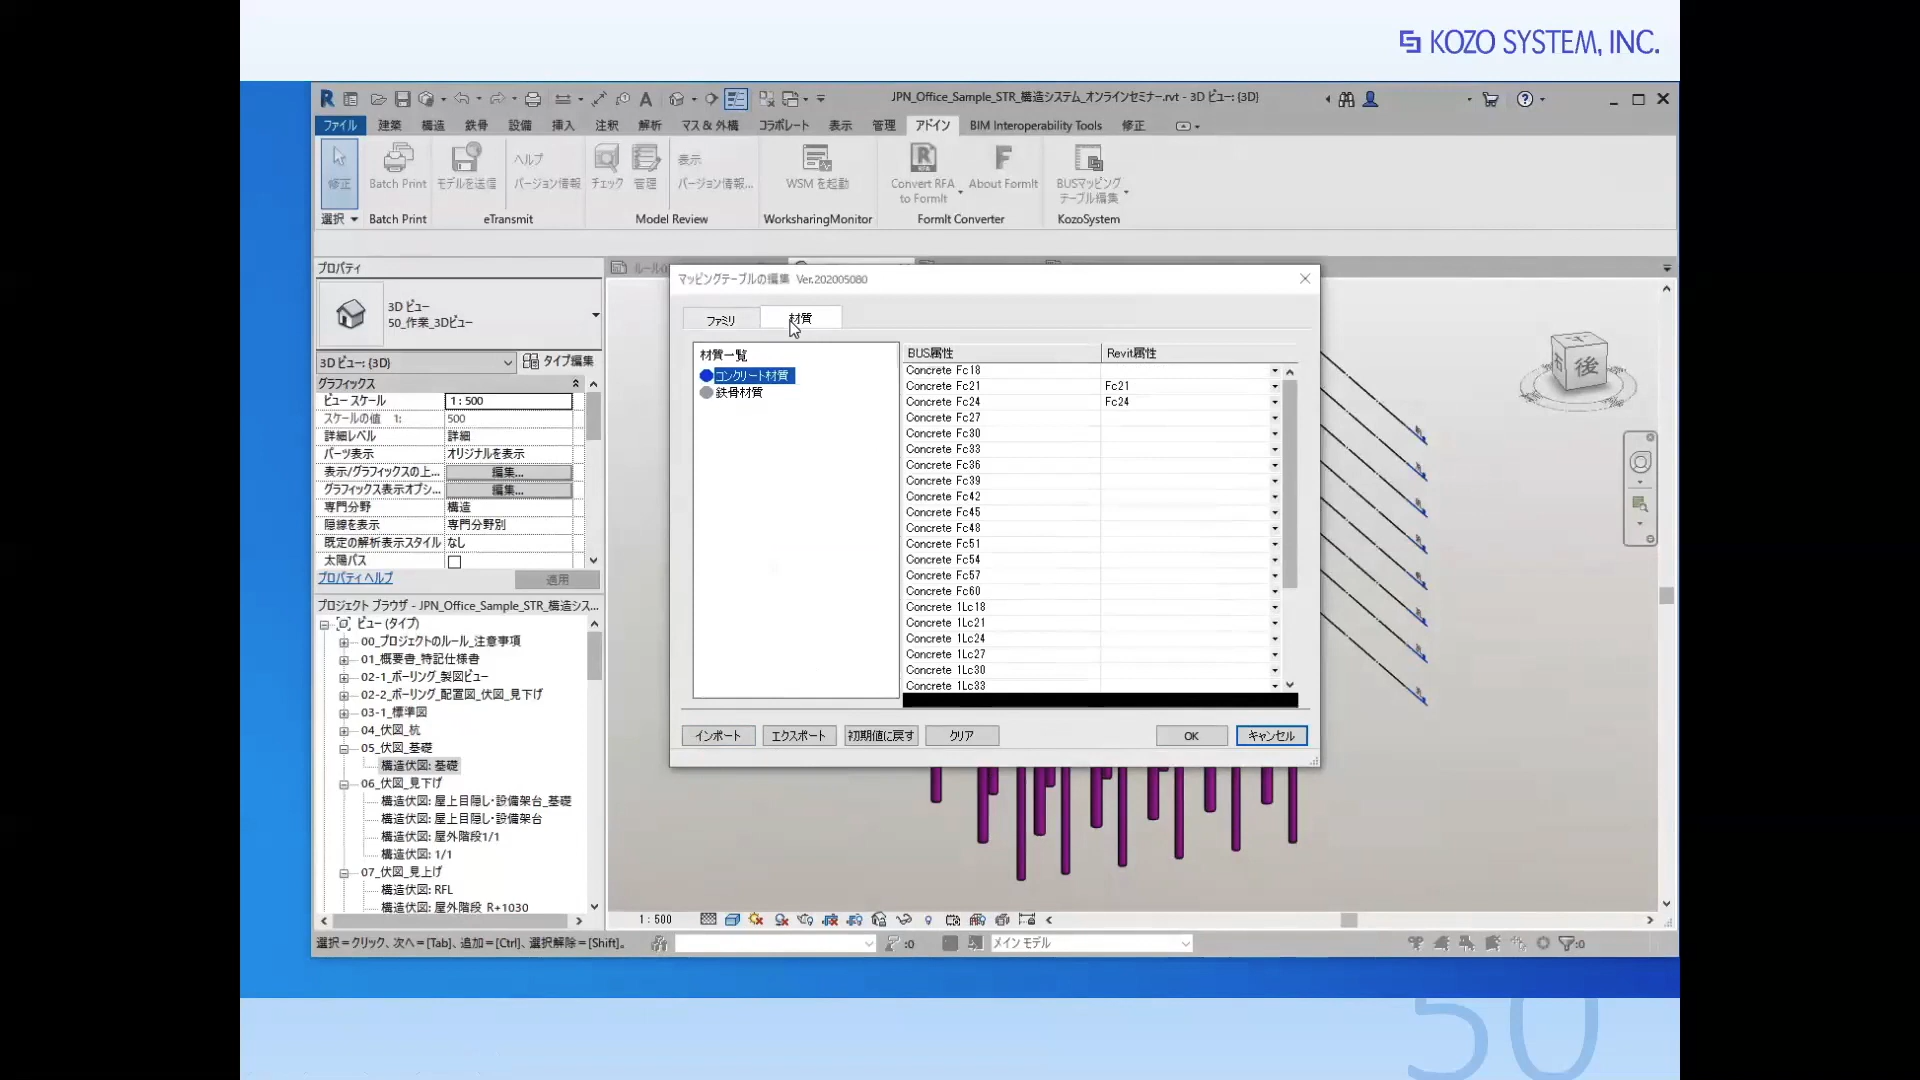 KOZO SYSTEM, INC.
JPN_Office_Sample_STR_構造システム_オンラインセミナー.rvt - 3D ビュー: {3D}
ファイル 建築 構造 鉄骨 設備 挿入 注釈 解析 マス & 外構 コラボレート 表示 管理 アドイン BIM Interoperability Tools 修正
修正 Batch Print モデルを送信 ヘルプ バージョン情報 チェック 管理 表示 バージョン情報... WSM を起動 Convert RFA to FormIt About FormIt BUSマッピング テーブル編集
選択 Batch Print eTransmit Model Review WorksharingMonitor FormIt Converter KozoSystem
プロパティ
3D ビュー
50_作業_3Dビュー
3D ビュー: {3D} タイプ編集
グラフィックス
ビュー スケール 1 : 500
スケールの値 1: 500
詳細レベル 詳細
パーツ表示 オリジナルを表示
表示/グラフィックスの上... 編集...
グラフィックス表示オプシ... 編集...
専門分野 構造
隠線を表示 専門分野別
既定の解析表示スタイル なし
太陽パス
プロパティ ヘルプ 適用
プロジェクト ブラウザ - JPN_Office_Sample_STR_構造シス...
ビュー (タイプ)
00_プロジェクトのルール_注意事項
01_概要書_特記仕様書
02-1_ボーリング_製図ビュー
02-2_ボーリング_配置図_伏図_見下げ
03-1_標準図
04_伏図_杭
05_伏図_基礎
構造伏図: 基礎
06_伏図_見下げ
構造伏図: 屋上目隠し・設備架台_基礎
構造伏図: 屋上目隠し・設備架台
構造伏図: 屋外階段1/1
構造伏図: 1/1
07_伏図_見上げ
構造伏図: RFL
構造伏図: 屋外階段 R+1030
マッピングテーブルの編集 Ver.202005080
ファミリ 材質
材質一覧
コンクリート材質
鉄骨材質
BUS属性 Revit属性
Concrete Fc18
Concrete Fc21 Fc21
Concrete Fc24 Fc24
Concrete Fc27
Concrete Fc30
Concrete Fc33
Concrete Fc36
Concrete Fc39
Concrete Fc42
Concrete Fc45
Concrete Fc48
Concrete Fc51
Concrete Fc54
Concrete Fc57
Concrete Fc60
Concrete 1Lc18
Concrete 1Lc21
Concrete 1Lc24
Concrete 1Lc27
Concrete 1Lc30
Concrete 1Lc33
インポート エクスポート 初期値に戻す クリア OK キャンセル
後
1 : 500
選択＝クリック、次へ＝[Tab]、追加＝[Ctrl]、選択解除＝[Shift]。 :0 メイン モデル :0
50